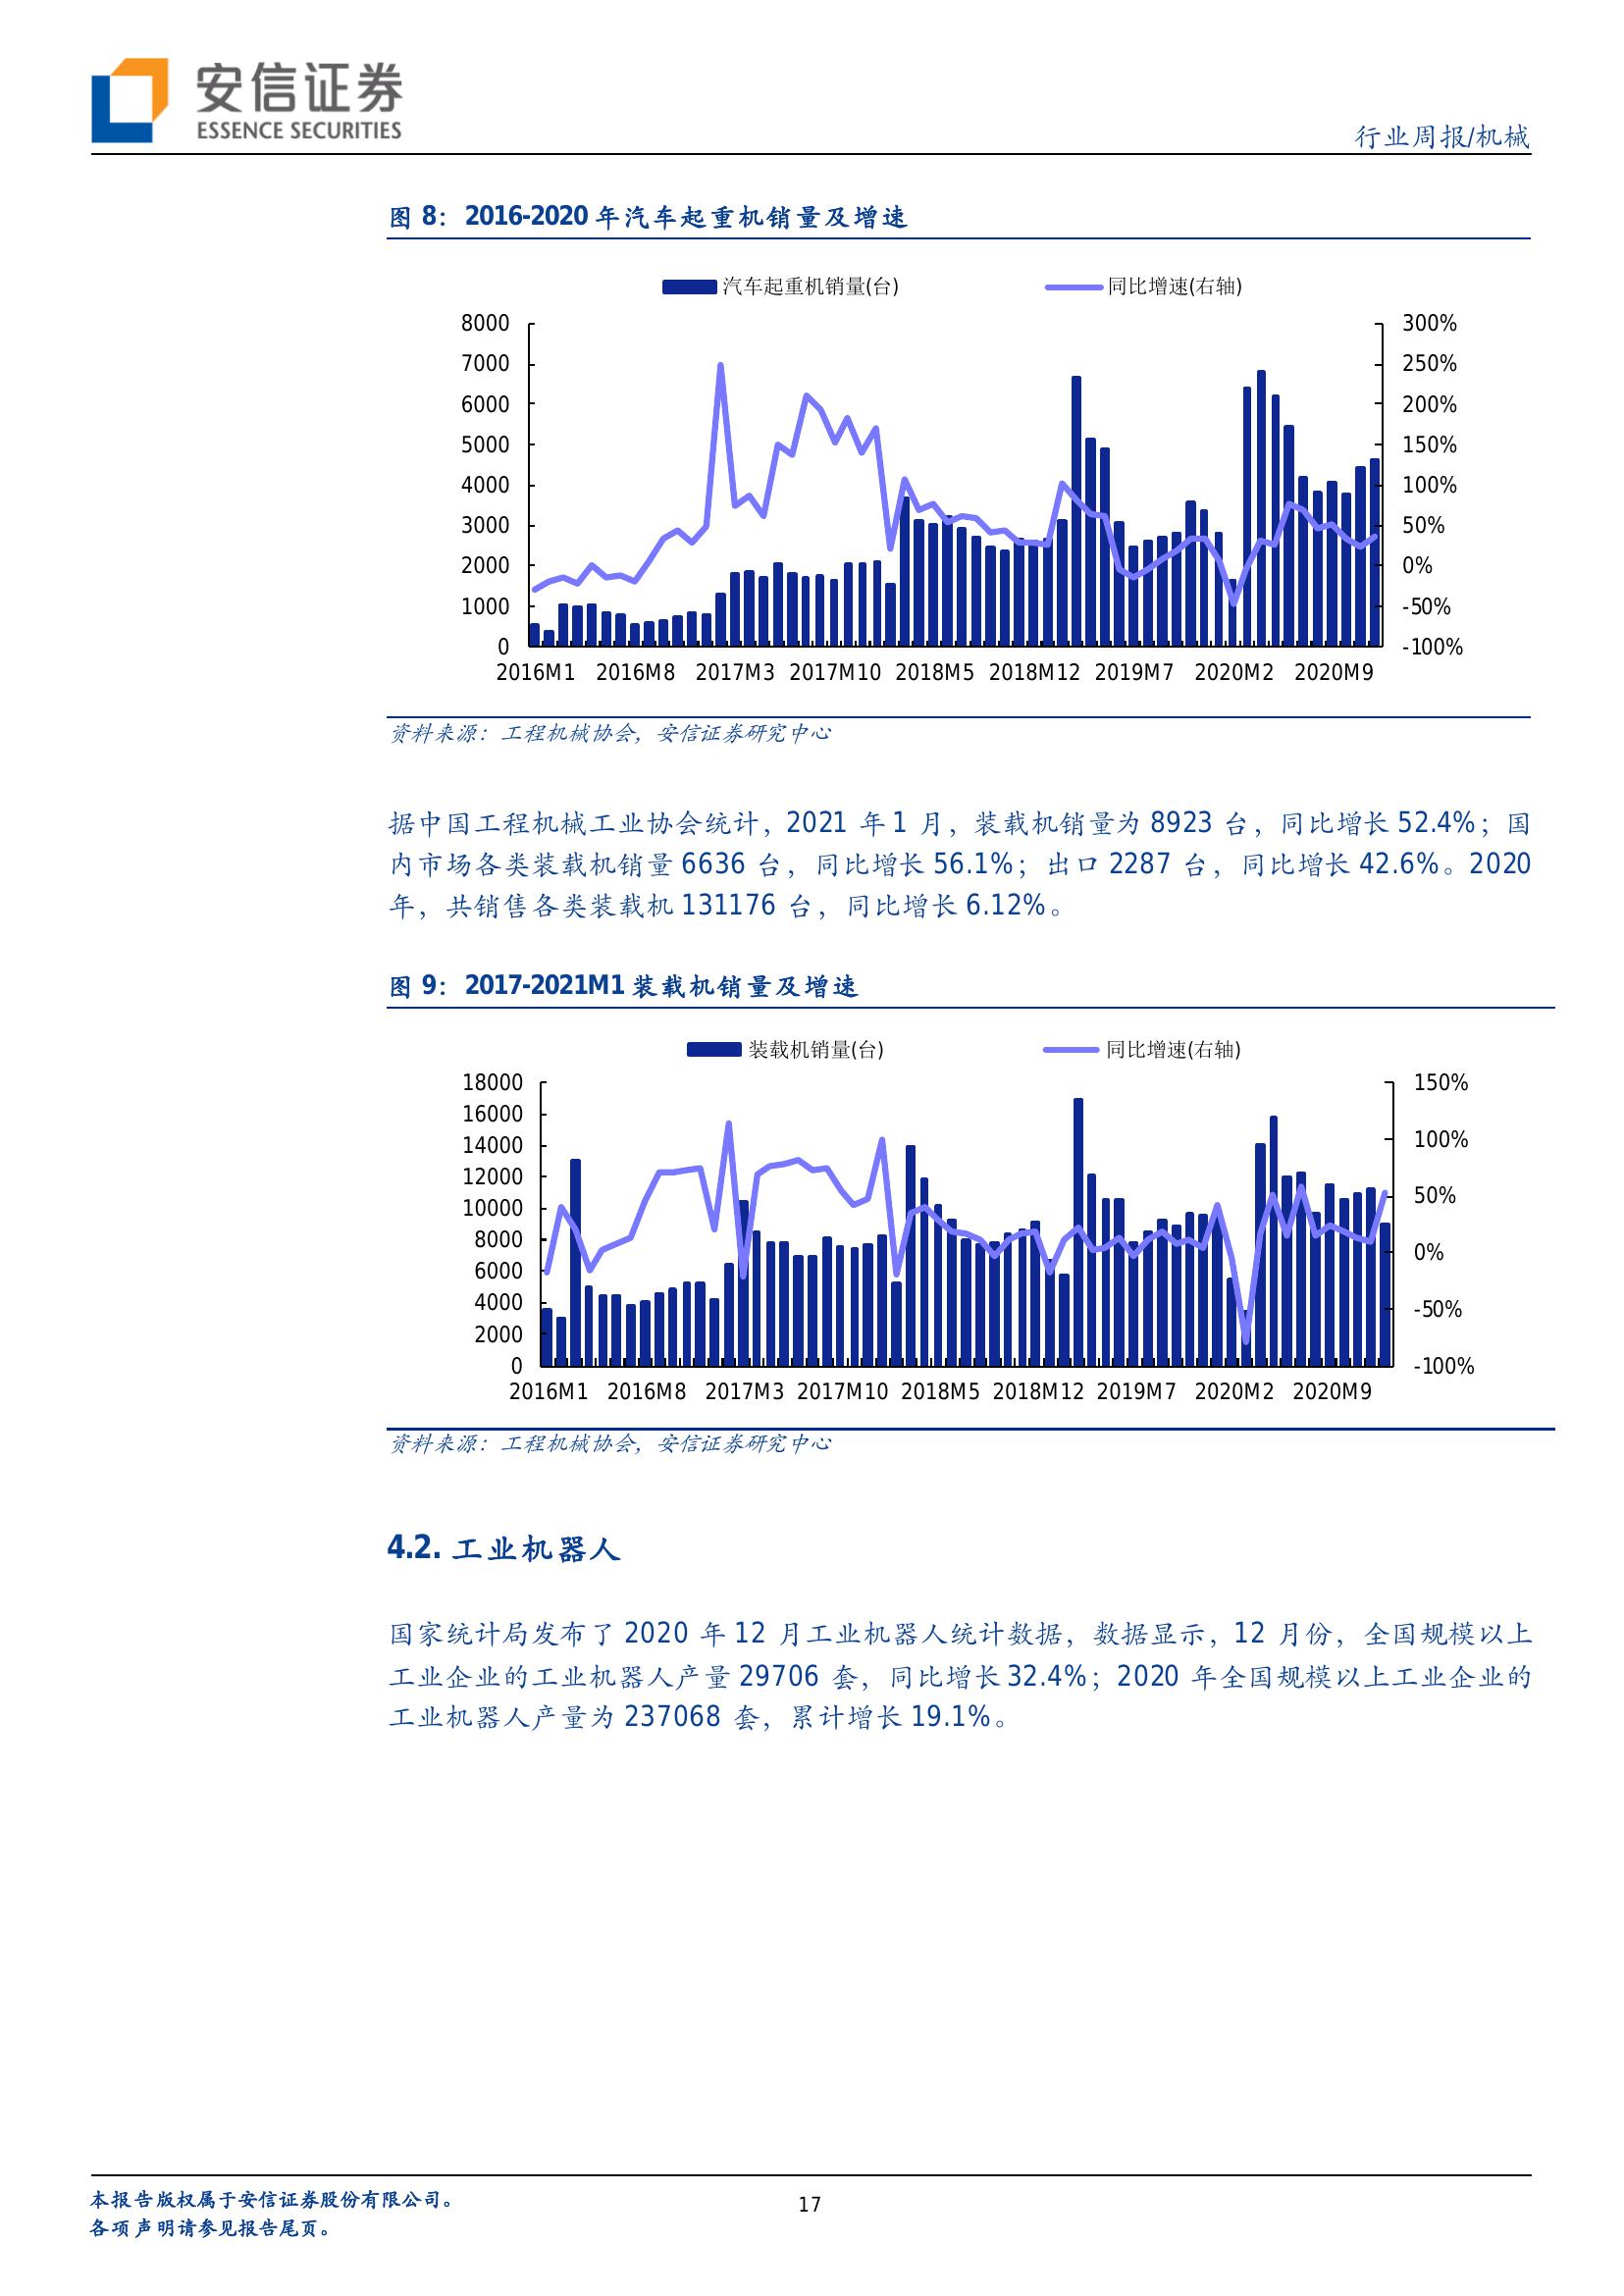 安信证券
ESSENCE SECURITIES
行业周报/机械
图 8：2016-2020 年汽车起重机销量及增速
汽车起重机销量(台) 同比增速(右轴)
8000 300%
7000 250%
6000 200%
5000 150%
4000 100%
3000 50%
2000 0%
1000 -50%
0 -100%
2016M1 2016M8 2017M3 2017M10 2018M5 2018M12 2019M7 2020M2 2020M9
资料来源：工程机械协会，安信证券研究中心
据中国工程机械工业协会统计，2021 年 1 月，装载机销量为 8923 台，同比增长 52.4%；国
内市场各类装载机销量 6636 台，同比增长 56.1%；出口 2287 台，同比增长 42.6%。2020
年，共销售各类装载机 131176 台，同比增长 6.12%。
图 9：2017-2021M1 装载机销量及增速
装载机销量(台) 同比增速(右轴)
18000 150%
16000
14000 100%
12000
10000 50%
8000 0%
6000
4000 -50%
2000
0 -100%
2016M1 2016M8 2017M3 2017M10 2018M5 2018M12 2019M7 2020M2 2020M9
资料来源：工程机械协会，安信证券研究中心
4.2. 工业机器人
国家统计局发布了 2020 年 12 月工业机器人统计数据，数据显示，12 月份，全国规模以上
工业企业的工业机器人产量 29706 套，同比增长 32.4%；2020 年全国规模以上工业企业的
工业机器人产量为 237068 套，累计增长 19.1%。
本报告版权属于安信证券股份有限公司。
17
各项声明请参见报告尾页。